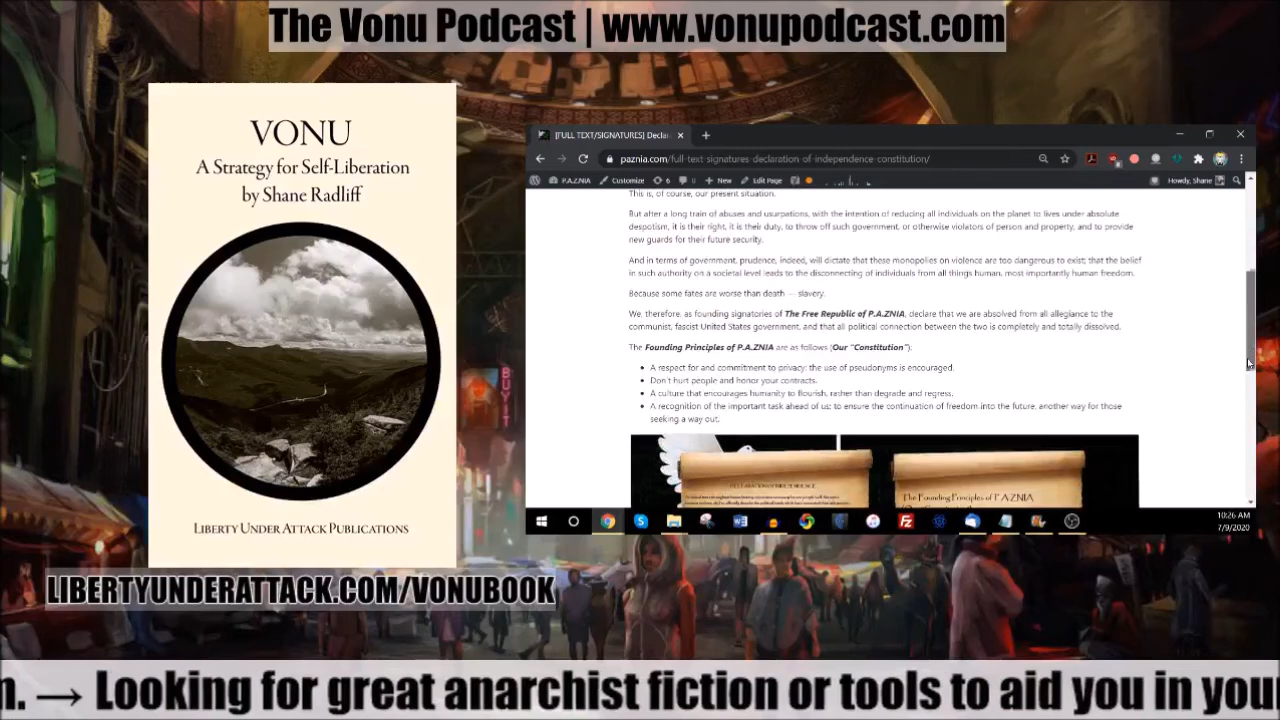 The Vonu Podcast | www.vonupodcast.com
VONU
A Strategy for Self-Liberation
by Shane Radliff
LIBERTY UNDER ATTACK PUBLICATIONS
LIBERTYUNDERATTACK.COM/VONUBOOK
BUY IT
[FULL TEXT/SIGNATURES] Declar
paznia.com/full-text-signatures-declaration-of-independence-constitution/
P.A.ZNIA Customize 6 0 New Edit Page Howdy, Shane
This is, of course, our present situation.
But after a long train of abuses and usurpations, with the intention of reducing all individuals on the planet to lives under absolute
despotism, it is their right, it is their duty, to throw off such government, or otherwise violators of person and property, and to provide
new guards for their future security.
And in terms of government, prudence, indeed, will dictate that these monopolies on violence are too dangerous to exist; that the belief
in such authority on a societal level leads to the disconnecting of individuals from all things human, most importantly human freedom.
Because some fates are worse than death — slavery.
We, therefore, as founding signatories of The Free Republic of P.A.ZNIA, declare that we are absolved from all allegiance to the
communist, fascist United States government, and that all political connection between the two is completely and totally dissolved.
The Founding Principles of P.A.ZNIA are as follows (Our "Constitution"):
• A respect for and commitment to privacy: the use of pseudonyms is encouraged.
• Don't hurt people and honor your contracts.
• A culture that encourages humanity to flourish, rather than degrade and regress.
• A recognition of the important task ahead of us: to ensure the continuation of freedom into the future, another way for those
seeking a way out.
DECLARATION OF INDEPENDENCE
The Founding Principles of P.A.ZNIA
10:26 AM
7/9/2020
n. → Looking for great anarchist fiction or tools to aid you in your